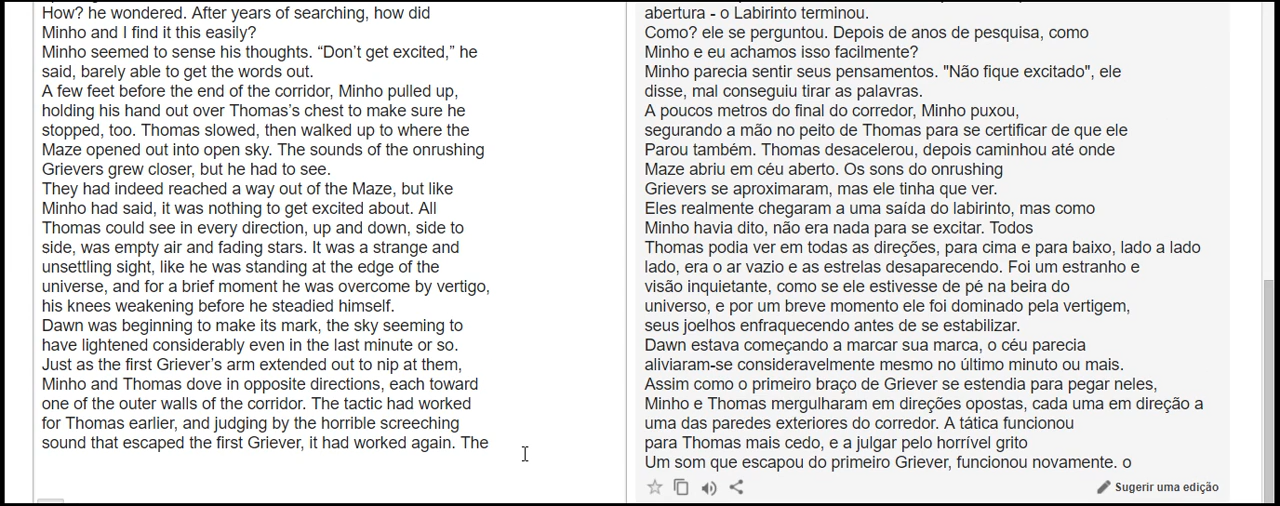 How? he wondered. After years of searching, how did
Minho and I find it this easily?
Minho seemed to sense his thoughts. “Don’t get excited,” he
said, barely able to get the words out.
A few feet before the end of the corridor, Minho pulled up,
holding his hand out over Thomas’s chest to make sure he
stopped, too. Thomas slowed, then walked up to where the
Maze opened out into open sky. The sounds of the onrushing
Grievers grew closer, but he had to see.
They had indeed reached a way out of the Maze, but like
Minho had said, it was nothing to get excited about. All
Thomas could see in every direction, up and down, side to
side, was empty air and fading stars. It was a strange and
unsettling sight, like he was standing at the edge of the
universe, and for a brief moment he was overcome by vertigo,
his knees weakening before he steadied himself.
Dawn was beginning to make its mark, the sky seeming to
have lightened considerably even in the last minute or so.
Just as the first Griever’s arm extended out to nip at them,
Minho and Thomas dove in opposite directions, each toward
one of the outer walls of the corridor. The tactic had worked
for Thomas earlier, and judging by the horrible screeching
sound that escaped the first Griever, it had worked again. The
abertura - o Labirinto terminou.
Como? ele se perguntou. Depois de anos de pesquisa, como
Minho e eu achamos isso facilmente?
Minho parecia sentir seus pensamentos. "Não fique excitado", ele
disse, mal conseguiu tirar as palavras.
A poucos metros do final do corredor, Minho puxou,
segurando a mão no peito de Thomas para se certificar de que ele
Parou também. Thomas desacelerou, depois caminhou até onde
Maze abriu em céu aberto. Os sons do onrushing
Grievers se aproximaram, mas ele tinha que ver.
Eles realmente chegaram a uma saída do labirinto, mas como
Minho havia dito, não era nada para se excitar. Todos
Thomas podia ver em todas as direções, para cima e para baixo, lado a lado
lado, era o ar vazio e as estrelas desaparecendo. Foi um estranho e
visão inquietante, como se ele estivesse de pé na beira do
universo, e por um breve momento ele foi dominado pela vertigem,
seus joelhos enfraquecendo antes de se estabilizar.
Dawn estava começando a marcar sua marca, o céu parecia
aliviaram-se consideravelmente mesmo no último minuto ou mais.
Assim como o primeiro braço de Griever se estendia para pegar neles,
Minho e Thomas mergulharam em direções opostas, cada uma em direção a
uma das paredes exteriores do corredor. A tática funcionou
para Thomas mais cedo, e a julgar pelo horrível grito
Um som que escapou do primeiro Griever, funcionou novamente. o
Sugerir uma edição